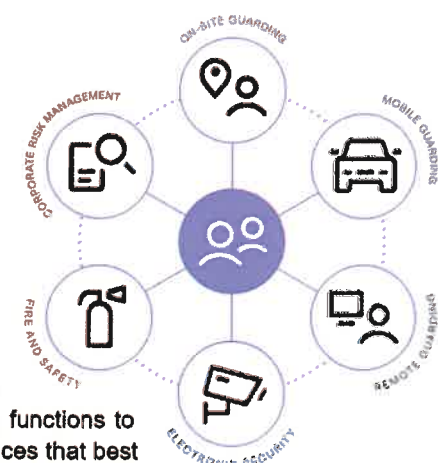 ON-SITE GUARDING
MOBILE GUARDING
REMOTE GUARDING
ELECTRONIC SECURITY
FIRE AND SAFETY
CORPORATE RISK MANAGEMENT
functions to
ces that best